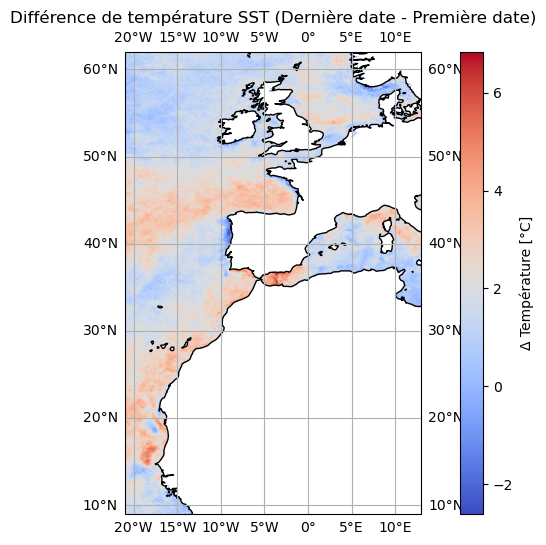 Différence de température SST (Dernière date - Première date)
20°W 15°W 10°W 5°W 0° 5°E 10°E
60°N 60°N
50°N 50°N
40°N 40°N
30°N 30°N
20°N 20°N
10°N 10°N
20°W 15°W 10°W 5°W 0° 5°E 10°E
6
4
2
0
−2
Δ Température [°C]